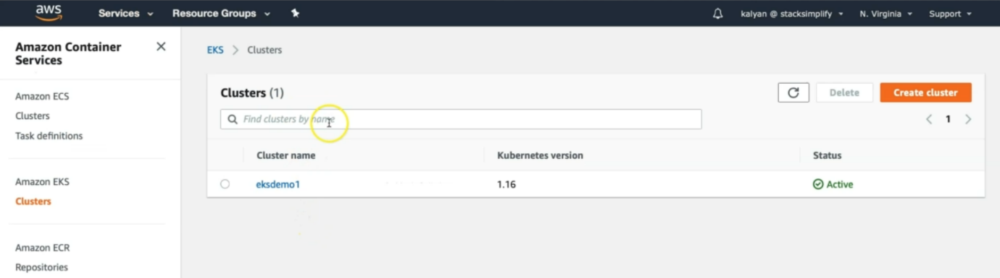 aws Services Resource Groups kalyan @ stacksimplify N. Virginia Support
Amazon Container
Services
Amazon ECS
Clusters
Task definitions
Amazon EKS
Clusters
Amazon ECR
Repositories
EKS > Clusters
Clusters (1)
Delete
Create cluster
Find clusters by name
1
Cluster name Kubernetes version Status
eksdemo1 1.16 Active